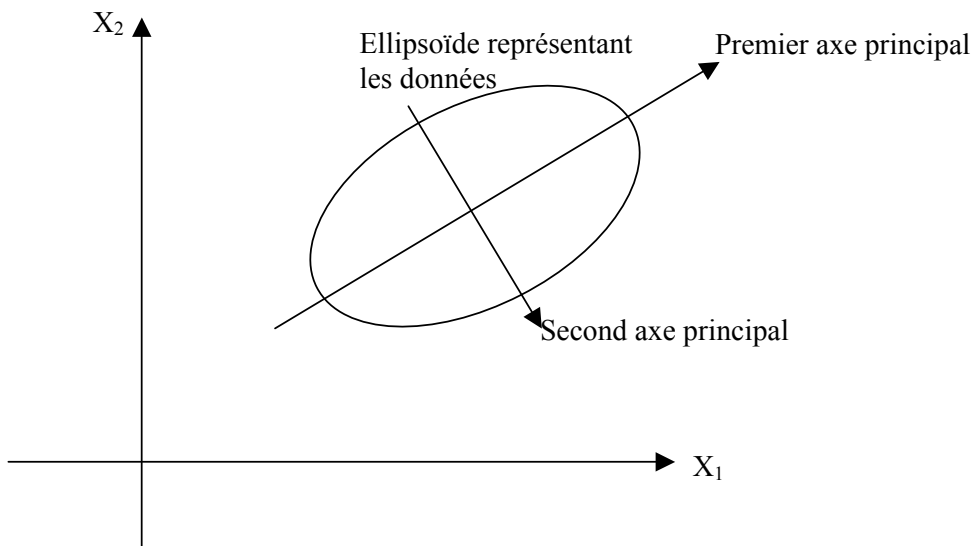 X₂
Ellipsoïde représentant
les données
Premier axe principal
Second axe principal
X₁